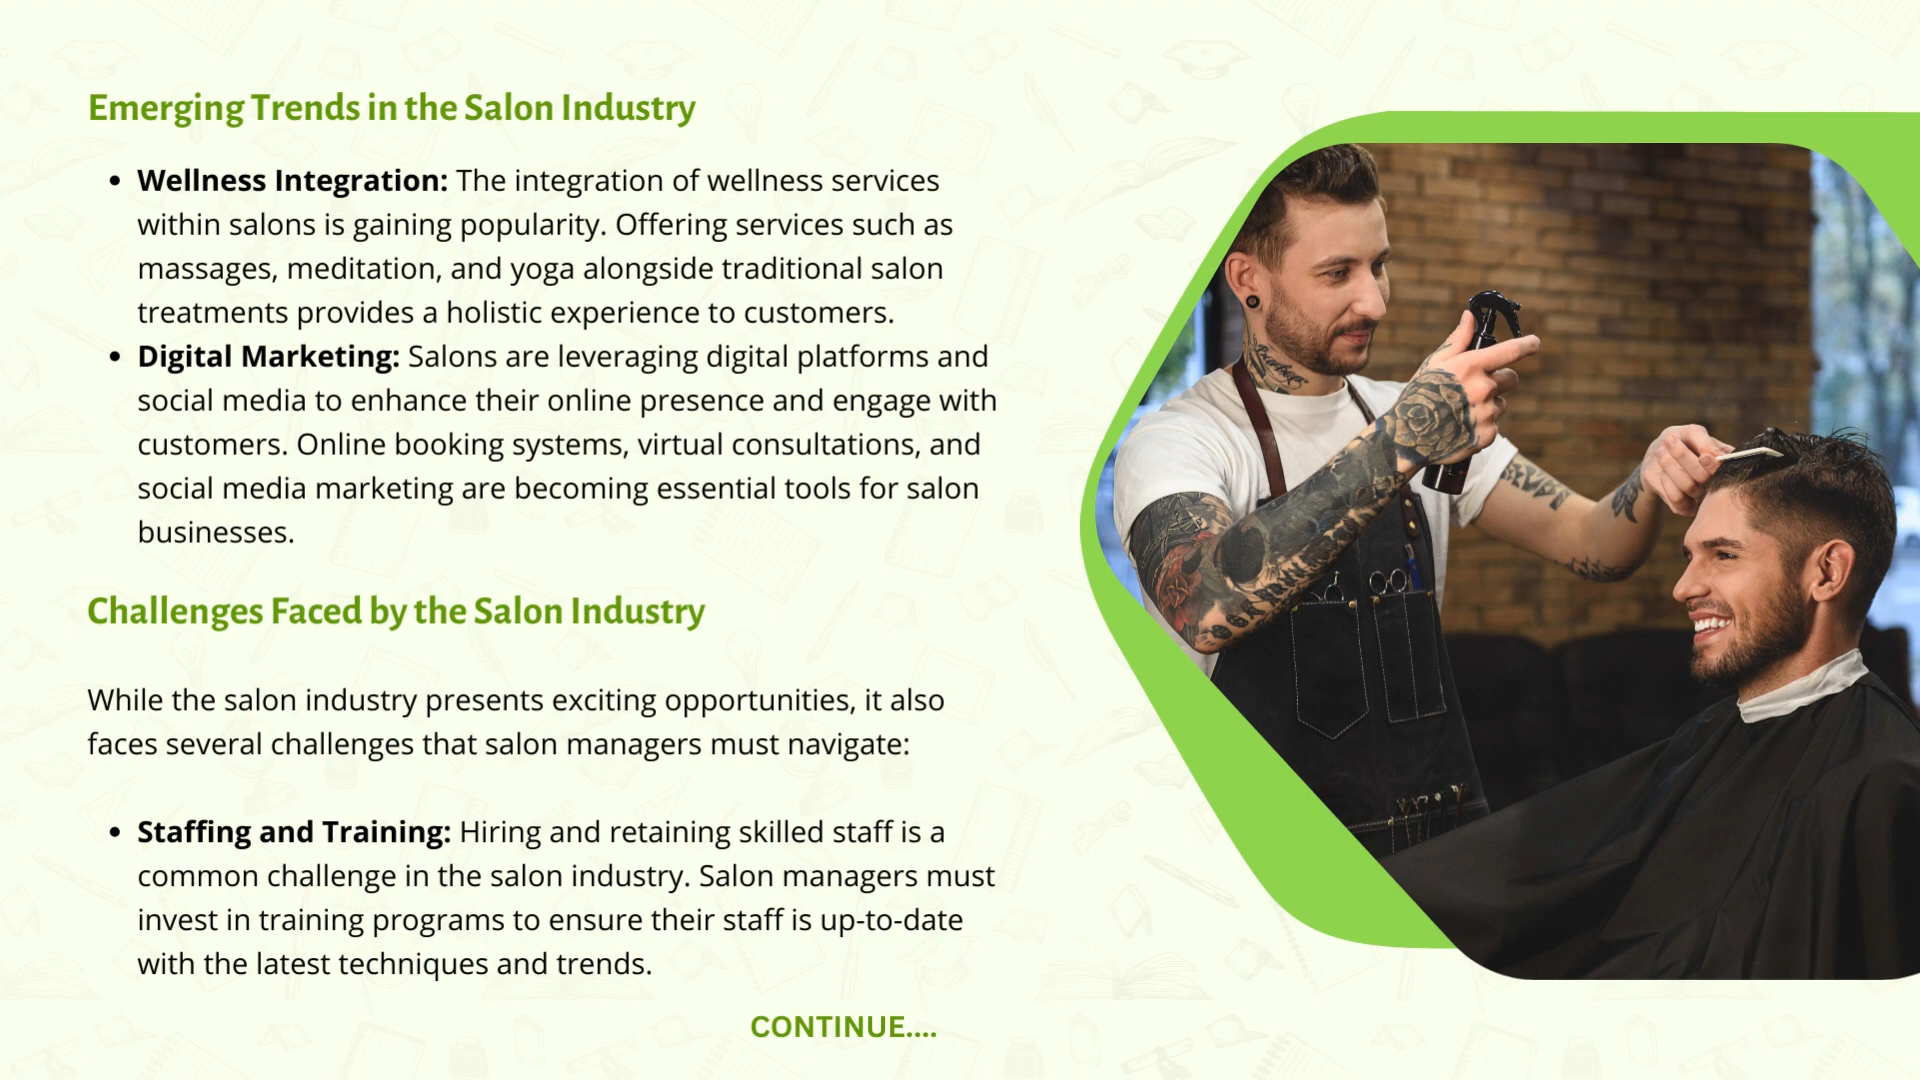 Emerging Trends in the Salon Industry
• Wellness Integration: The integration of wellness services
within salons is gaining popularity. Offering services such as
massages, meditation, and yoga alongside traditional salon
treatments provides a holistic experience to customers.
• Digital Marketing: Salons are leveraging digital platforms and
social media to enhance their online presence and engage with
customers. Online booking systems, virtual consultations, and
social media marketing are becoming essential tools for salon
businesses.
Challenges Faced by the Salon Industry
While the salon industry presents exciting opportunities, it also
faces several challenges that salon managers must navigate:
• Staffing and Training: Hiring and retaining skilled staff is a
common challenge in the salon industry. Salon managers must
invest in training programs to ensure their staff is up-to-date
with the latest techniques and trends.
CONTINUE....